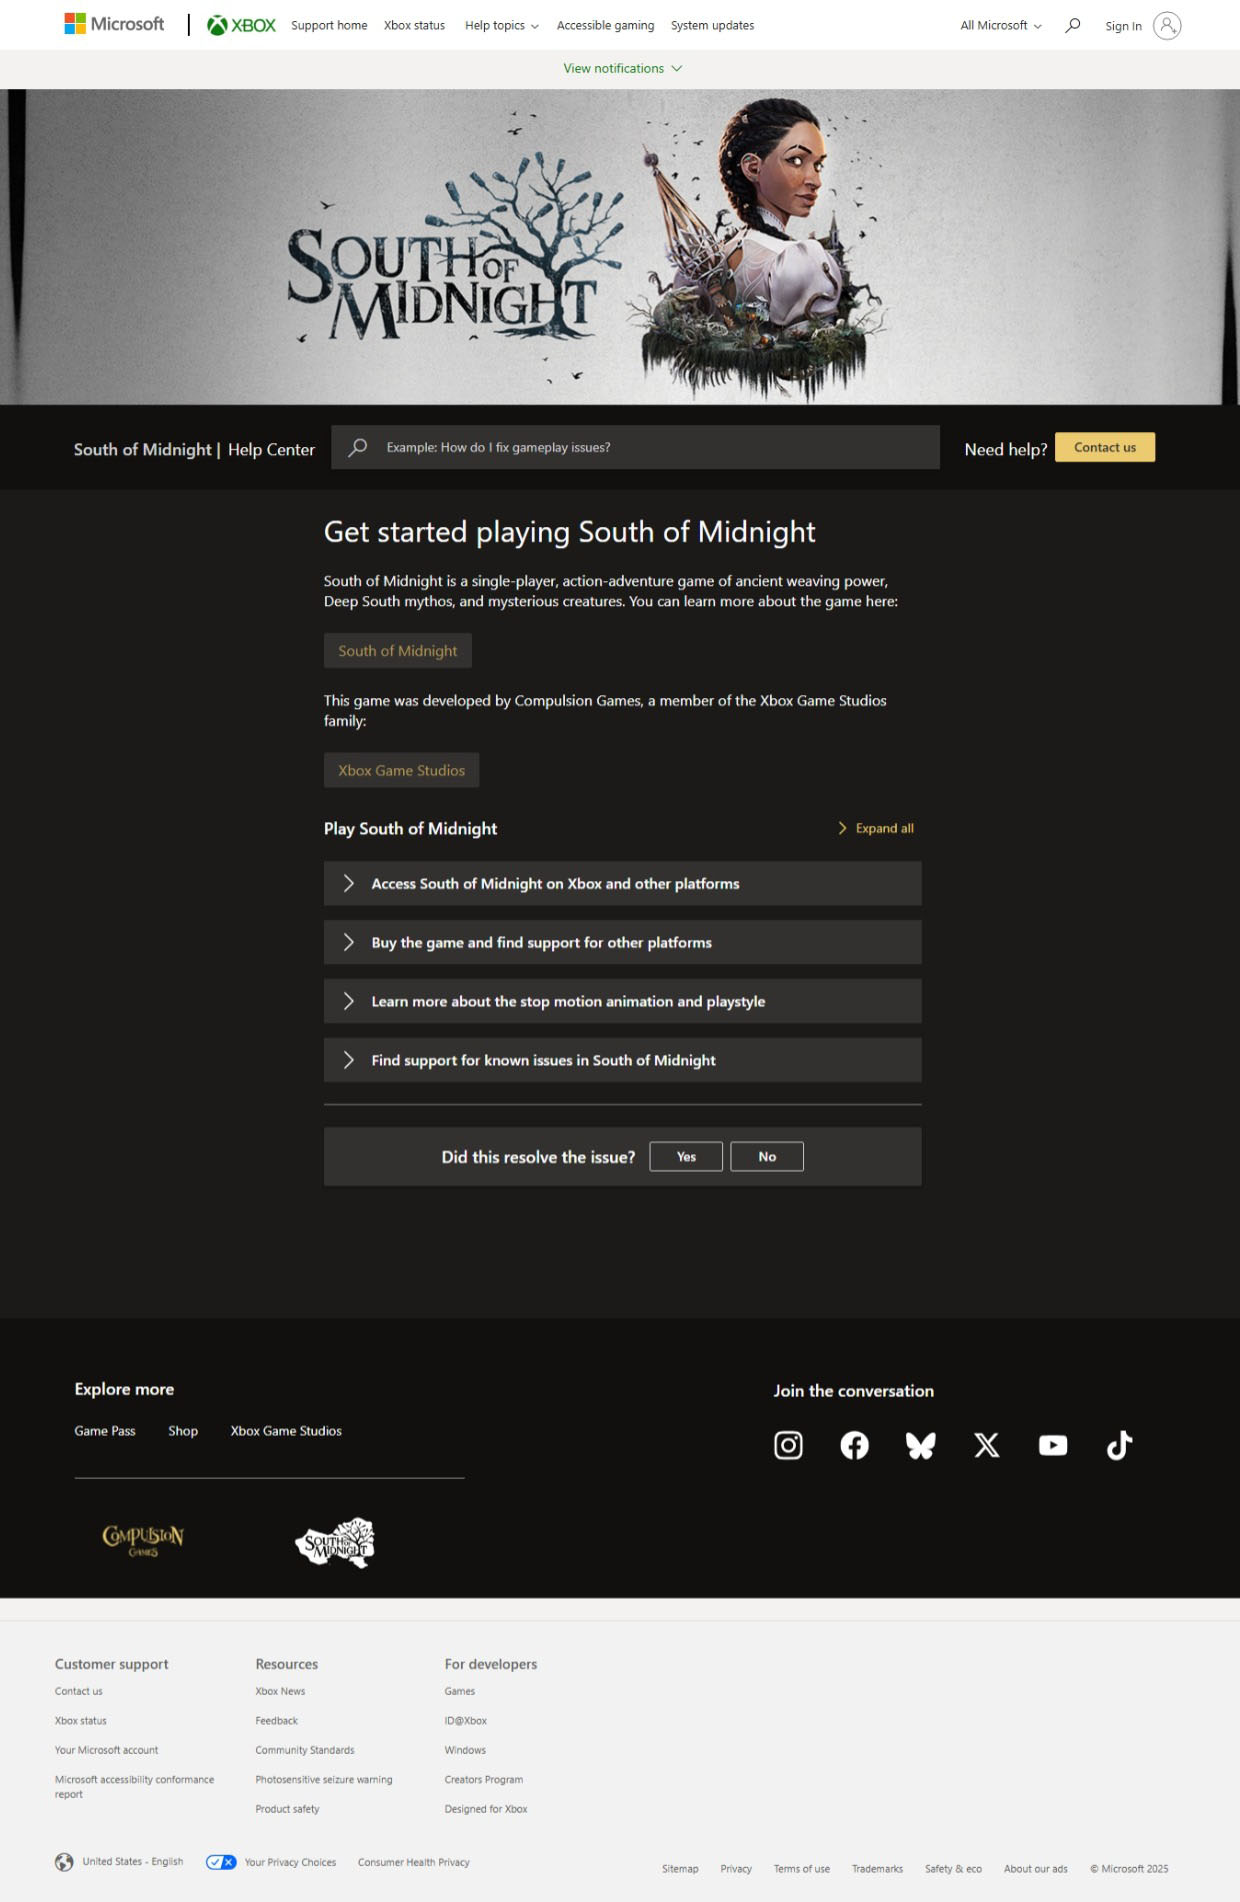 Microsoft
XBOX
Support home
Xbox status
Help topics
Accessible gaming
System updates
All Microsoft
Sign In
View notifications
SOUTH OF
MIDNIGHT
South of Midnight | Help Center
Example: How do I fix gameplay issues?
Need help?
Contact us
Get started playing South of Midnight
South of Midnight is a single-player, action-adventure game of ancient weaving power,
Deep South mythos, and mysterious creatures. You can learn more about the game here:
South of Midnight
This game was developed by Compulsion Games, a member of the Xbox Game Studios
family:
Xbox Game Studios
Play South of Midnight
Expand all
Access South of Midnight on Xbox and other platforms
Buy the game and find support for other platforms
Learn more about the stop motion animation and playstyle
Find support for known issues in South of Midnight
Did this resolve the issue?
Yes
No
Explore more
Game Pass
Shop
Xbox Game Studios
Join the conversation
COMPULSION
GAMES
SOUTH OF
MIDNIGHT
Customer support
Contact us
Xbox status
Your Microsoft account
Microsoft accessibility conformance
report
Resources
Xbox News
Feedback
Community Standards
Photosensitive seizure warning
Product safety
For developers
Games
ID@Xbox
Windows
Creators Program
Designed for Xbox
United States - English
Your Privacy Choices
Consumer Health Privacy
Sitemap
Privacy
Terms of use
Trademarks
Safety & eco
About our ads
© Microsoft 2025